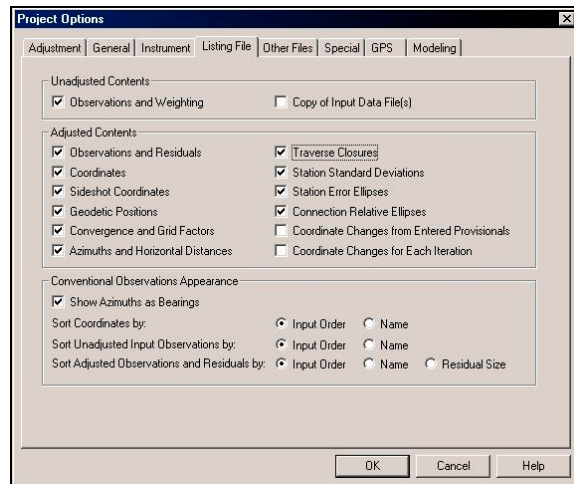 Project Options
Adjustment General Instrument Listing File Other Files Special GPS Modeling
Unadjusted Contents
Observations and Weighting Copy of Input Data File(s)
Adjusted Contents
Observations and Residuals Traverse Closures
Coordinates Station Standard Deviations
Sideshot Coordinates Station Error Ellipses
Geodetic Positions Connection Relative Ellipses
Convergence and Grid Factors Coordinate Changes from Entered Provisionals
Azimuths and Horizontal Distances Coordinate Changes for Each Iteration
Conventional Observations Appearance
Show Azimuths as Bearings
Sort Coordinates by: Input Order Name
Sort Unadjusted Input Observations by: Input Order Name
Sort Adjusted Observations and Residuals by: Input Order Name Residual Size
OK Cancel Help